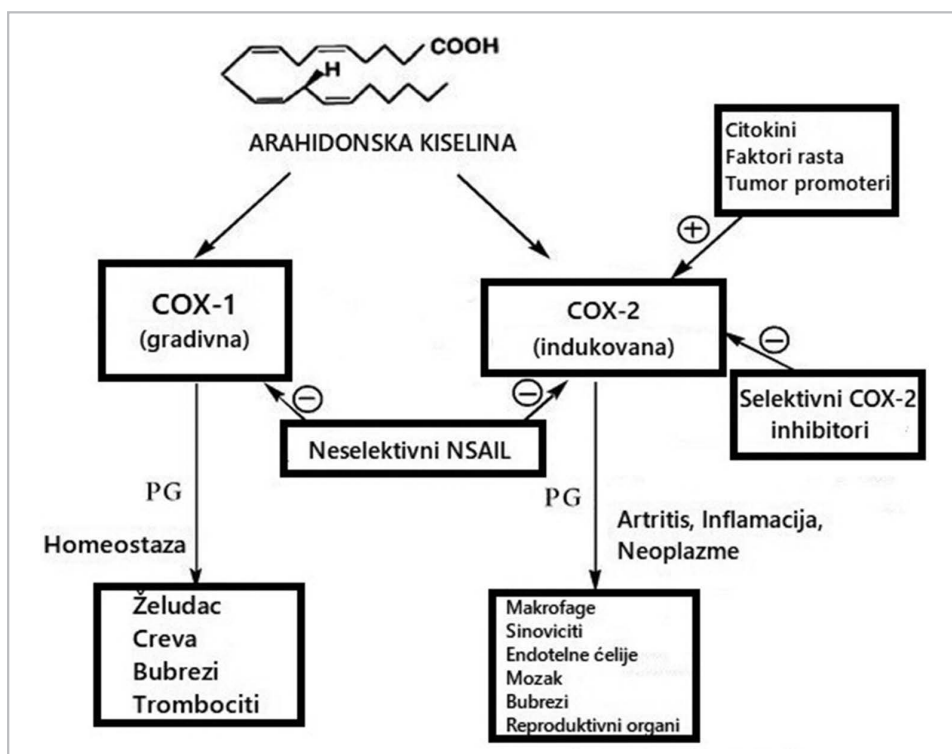 COOH
H
ARAHIDONSKA KISELINA
Citokini
Faktori rasta
Tumor promoteri
+
COX-1
(gradivna)
COX-2
(indukovana)
−
−
−
Selektivni COX-2
inhibitori
Neselektivni NSAIL
PG
Homeostaza
PG
Artritis, Inflamacija,
Neoplazme
Želudac
Creva
Bubrezi
Trombociti
Makrofage
Sinoviciti
Endotelne ćelije
Mozak
Bubrezi
Reproduktivni organi